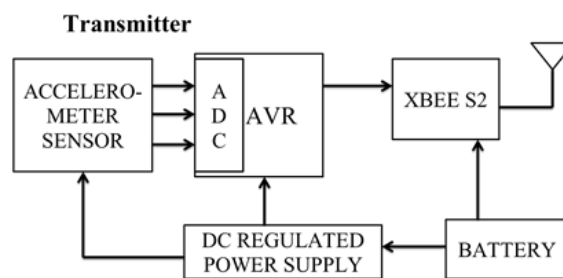 Transmitter
ACCELERO-
METER
SENSOR
A
D
C
AVR
XBEE S2
DC REGULATED
POWER SUPPLY
BATTERY